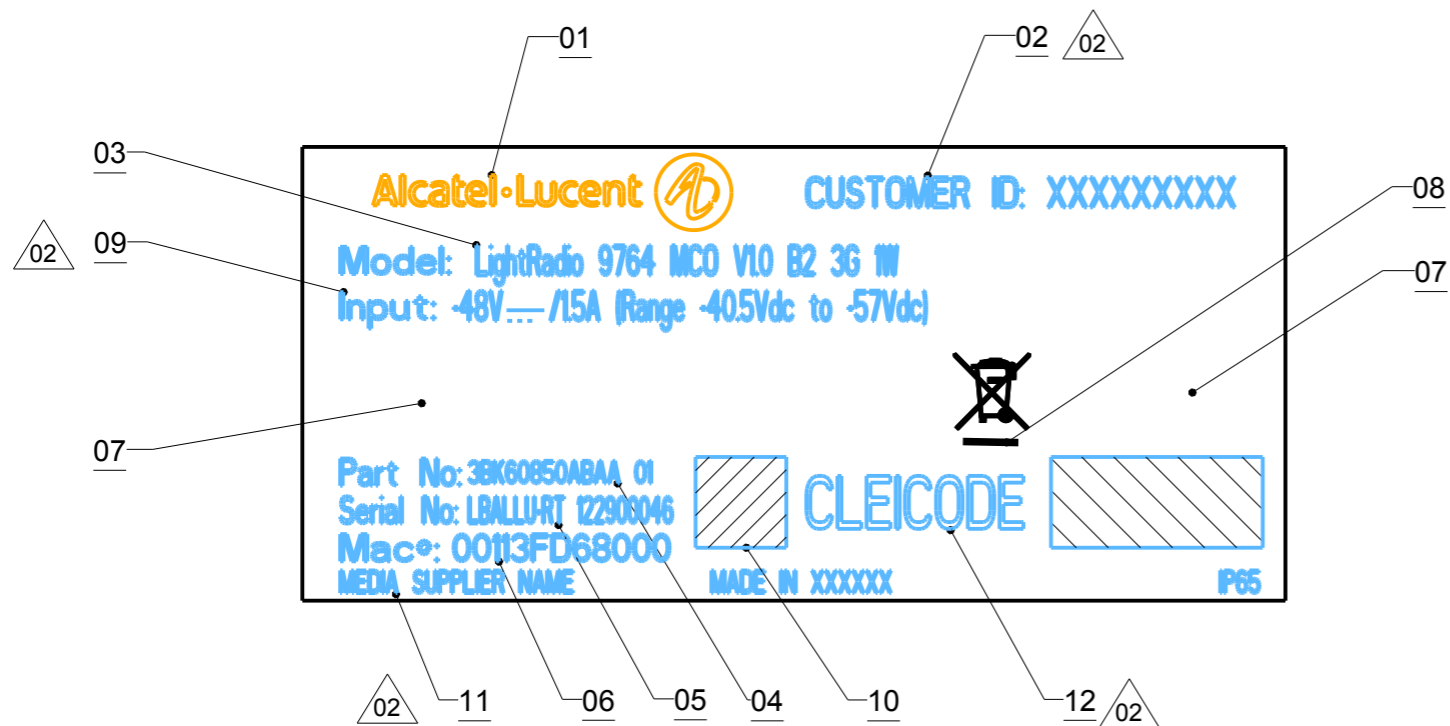 01
02 02
03
Alcatel·Lucent
CUSTOMER ID: XXXXXXXXX
08
02 09
Model: LightRadio 9764 MCO V1.0 B2 3G 1W
07
Input: -48V⎓/1.5A (Range -40.5Vdc to -57Vdc)
07
Part No: 3BK60850ABAA 01
Serial No: LBALLU-RT 122900046
CLEICODE
Mac@: 00113FD68000
MEDIA SUPPLIER NAME MADE IN XXXXXX IP65
02 11 06 05 04 10 12 02